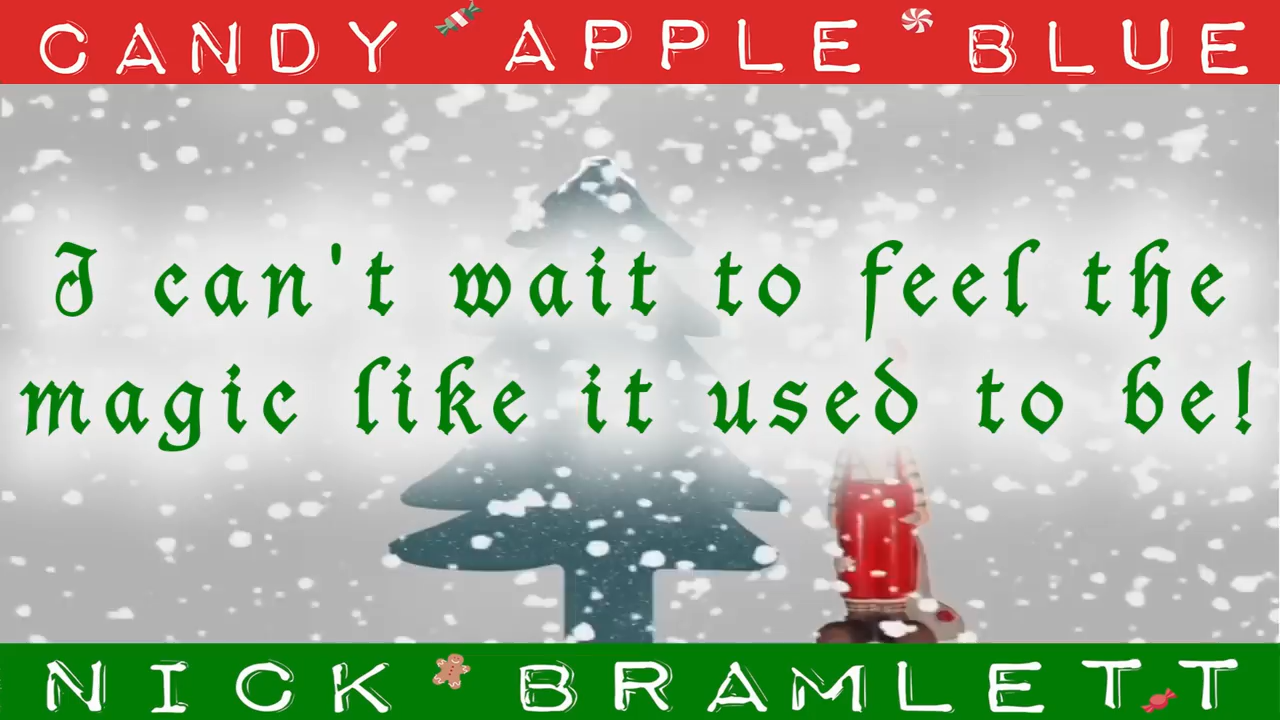 CANDY APPLE BLUE
I can't wait to feel the
magic like it used to be!
NICK BRAMLETT